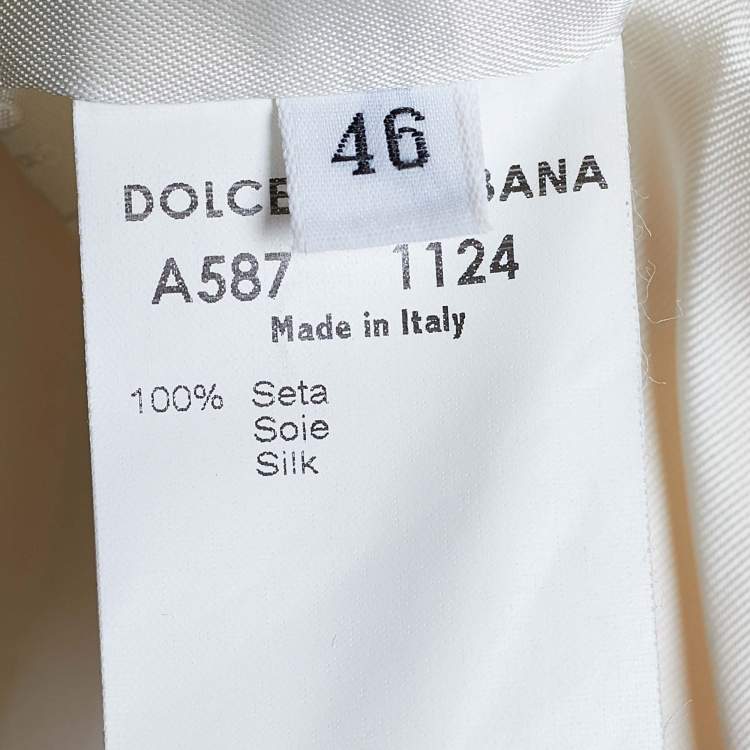 46
DOLCE BANA
A587 1124
Made in Italy
100% Seta
Soie
Silk